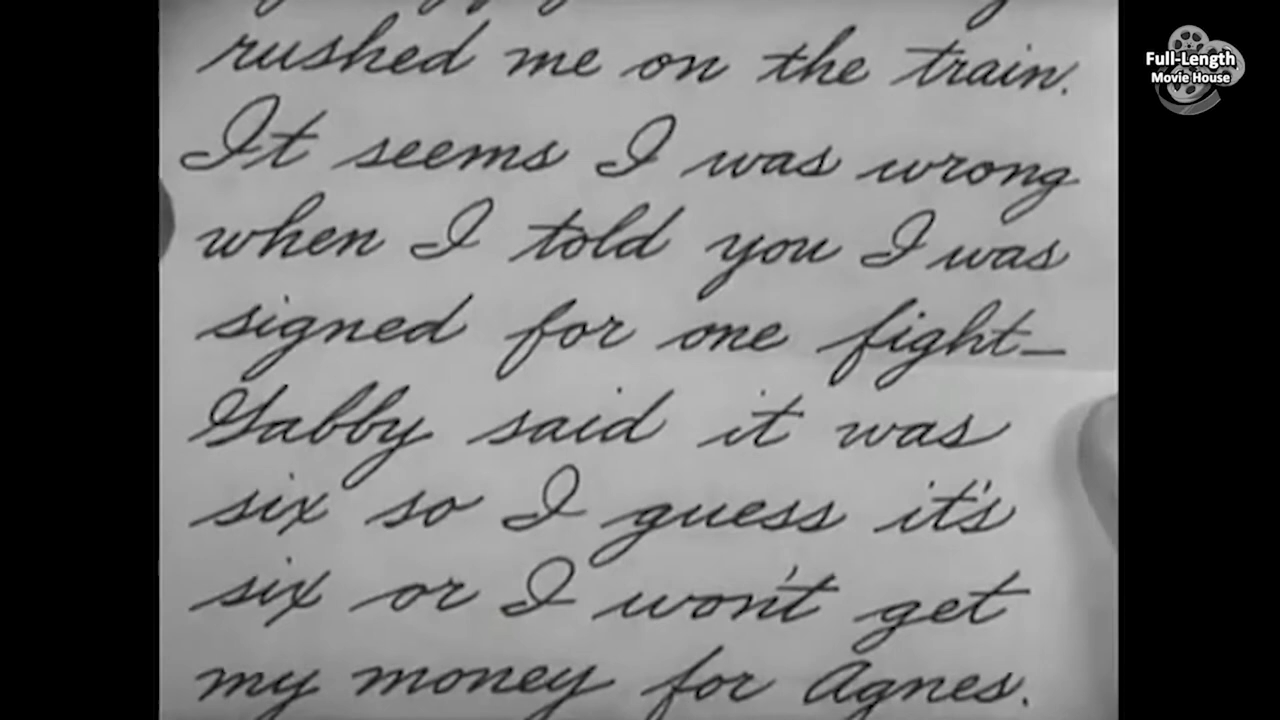 rushed me on the train.
It seems I was wrong
when I told you I was
signed for one fight—
Gabby said it was
six so I guess it's
six or I won't get
my money for Agnes.
Full-Length
Movie House